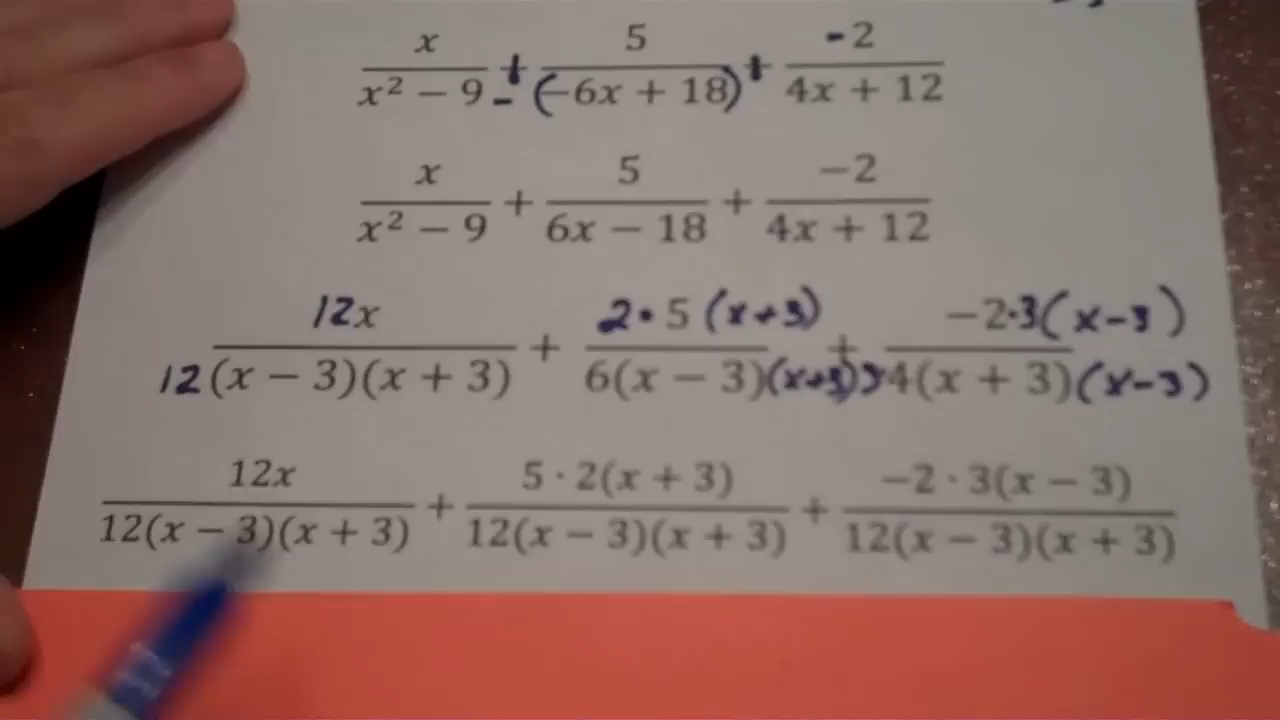 x/(x² − 9) + 5/-(−6x + 18) + -2/(4x + 12)
x/(x² − 9) + 5/(6x − 18) + −2/(4x + 12)
12x/12(x − 3)(x + 3) + 2·5(x+3)/6(x − 3)(x+3) + −2·3(x−3)/4(x + 3)(x−3)
12x/12(x − 3)(x + 3) + 5·2(x + 3)/12(x − 3)(x + 3) + −2·3(x − 3)/12(x − 3)(x + 3)